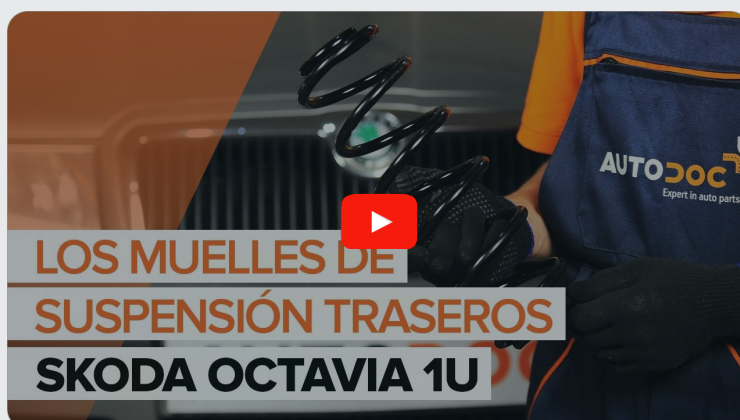 AUTODOC
Expert in auto parts
LOS MUELLES DE
SUSPENSIÓN TRASEROS
SKODA OCTAVIA 1U